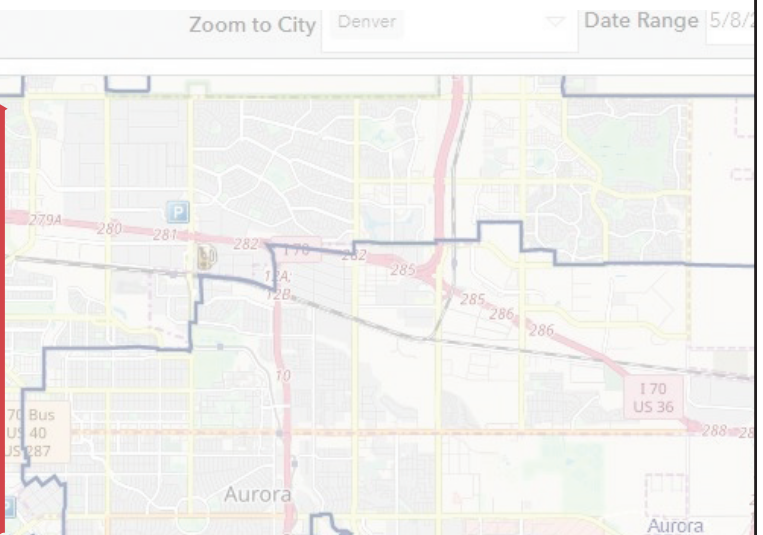 Zoom to City Denver Date Range 5/8/2
279A 280 281 P 282 I 70 282 285
12A;
12B
285
286
286
10
I 70
US 36
70 Bus
US 40
US 287
288
Aurora
Aurora